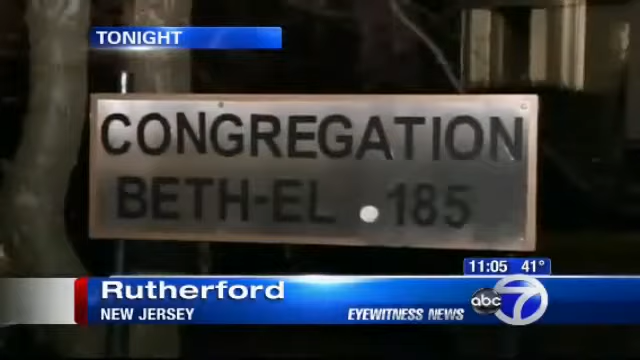 TONIGHT
CONGREGATION
BETH-EL . 185
11:05 41°
Rutherford
abc 7
NEW JERSEY
EYEWITNESS NEWS